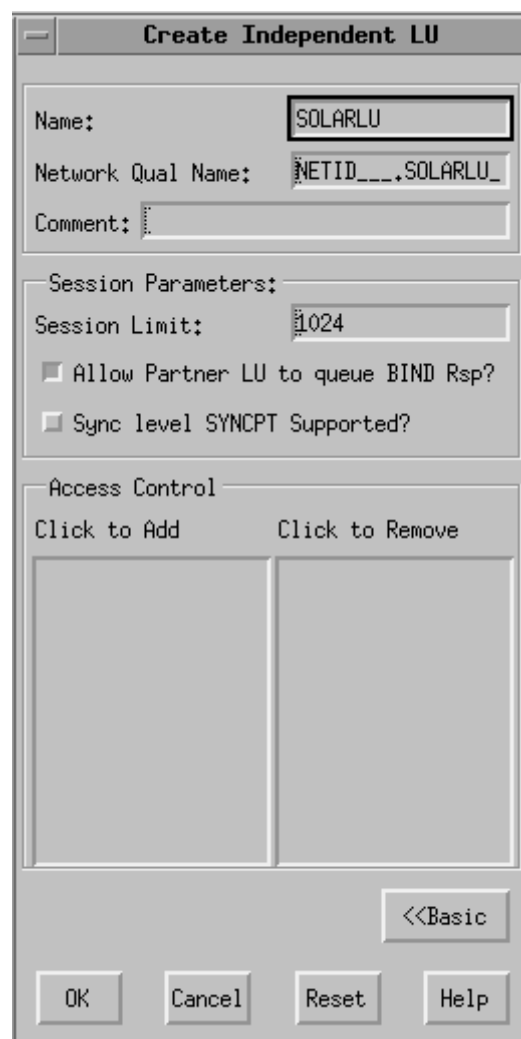 Create Independent LU
Name: SOLARLU
Network Qual Name: NETID___.SOLARLU_
Comment:
Session Parameters:
Session Limit: 1024
Allow Partner LU to queue BIND Rsp?
Sync level SYNCPT Supported?
Access Control
Click to Add Click to Remove
<<Basic
OK Cancel Reset Help